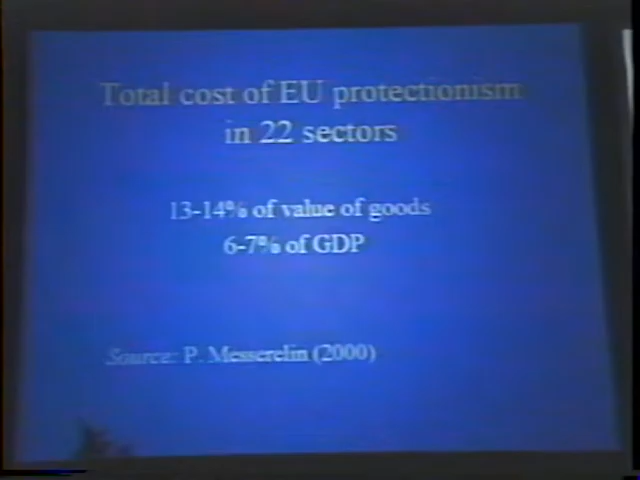 Total cost of EU protectionism
in 22 sectors
13-14% of value of goods
6-7% of GDP
Source: P. Messerelin (2000)